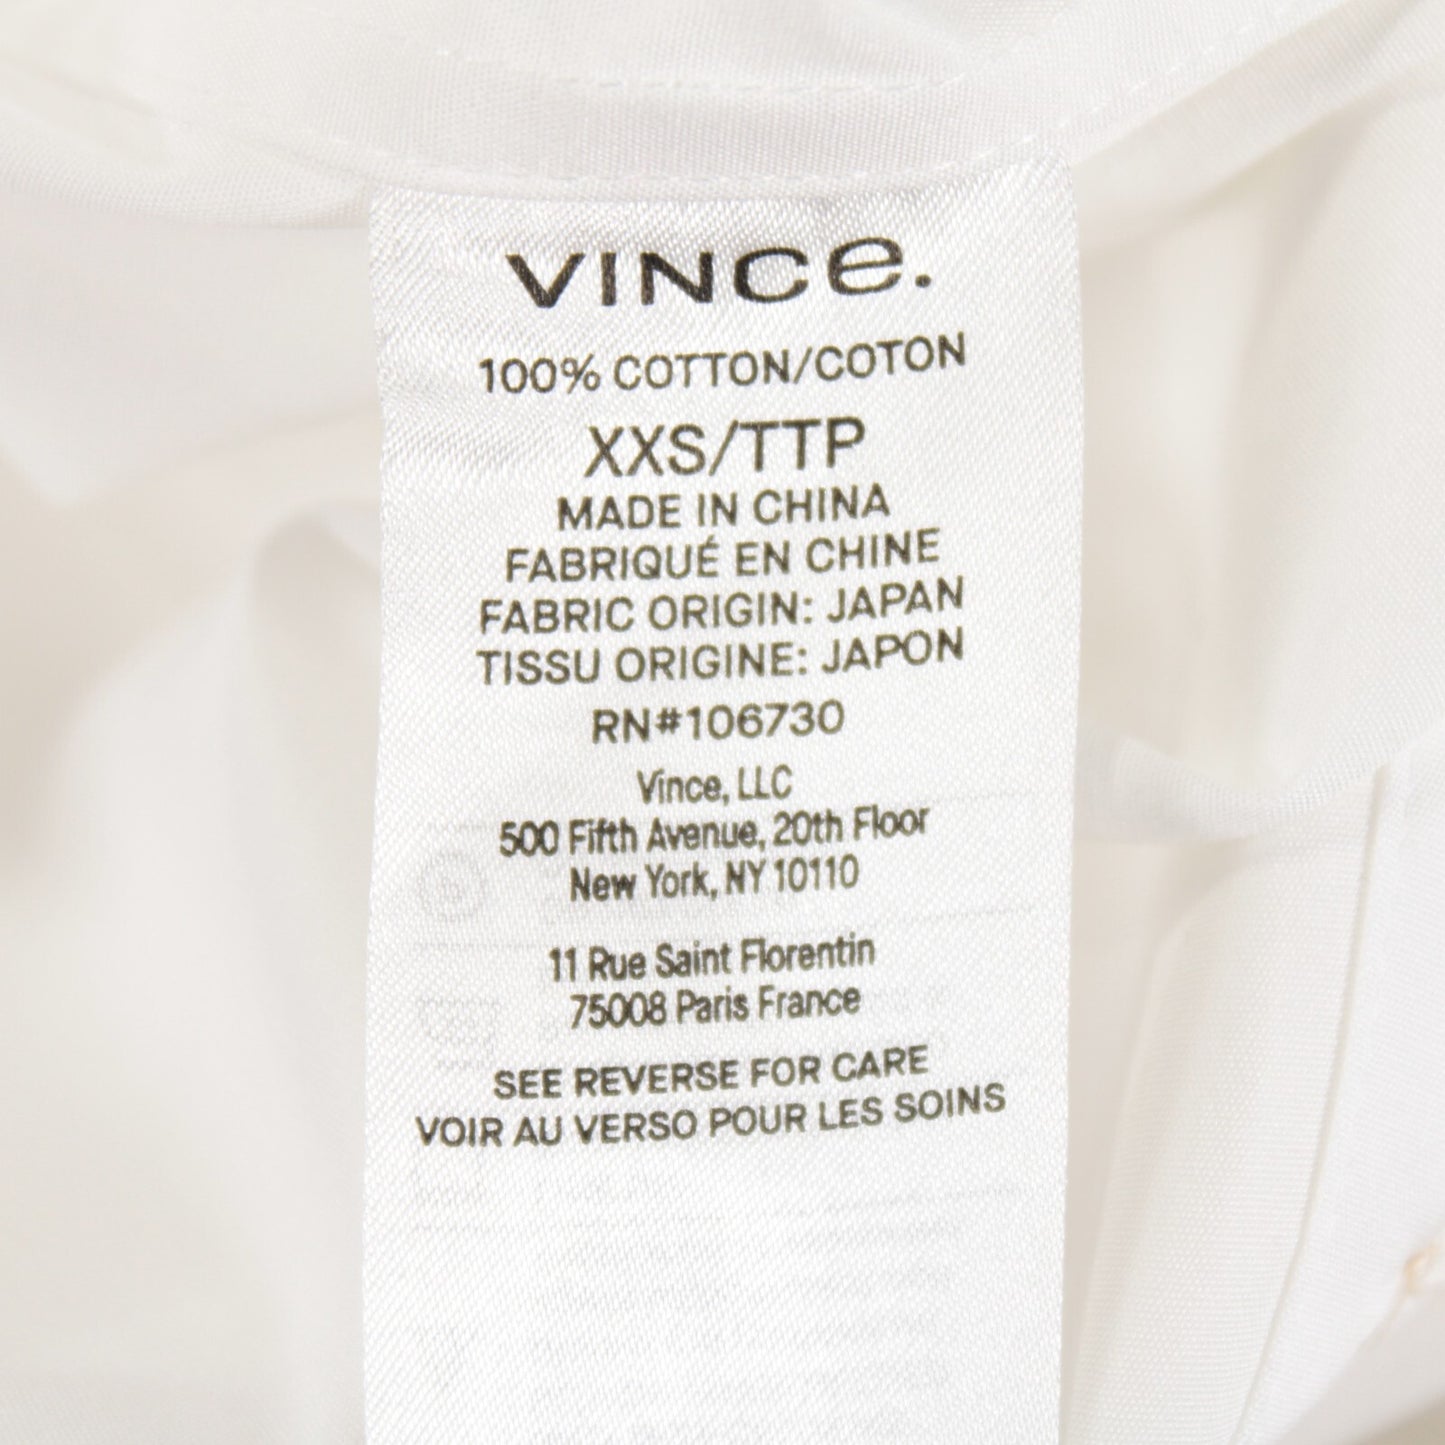 VINCe.
100% COTTON/COTON
XXS/TTP
MADE IN CHINA
FABRIQUÉ EN CHINE
FABRIC ORIGIN: JAPAN
TISSU ORIGINE: JAPON
RN#106730
Vince, LLC
500 Fifth Avenue, 20th Floor
New York, NY 10110
11 Rue Saint Florentin
75008 Paris France
SEE REVERSE FOR CARE
VOIR AU VERSO POUR LES SOINS